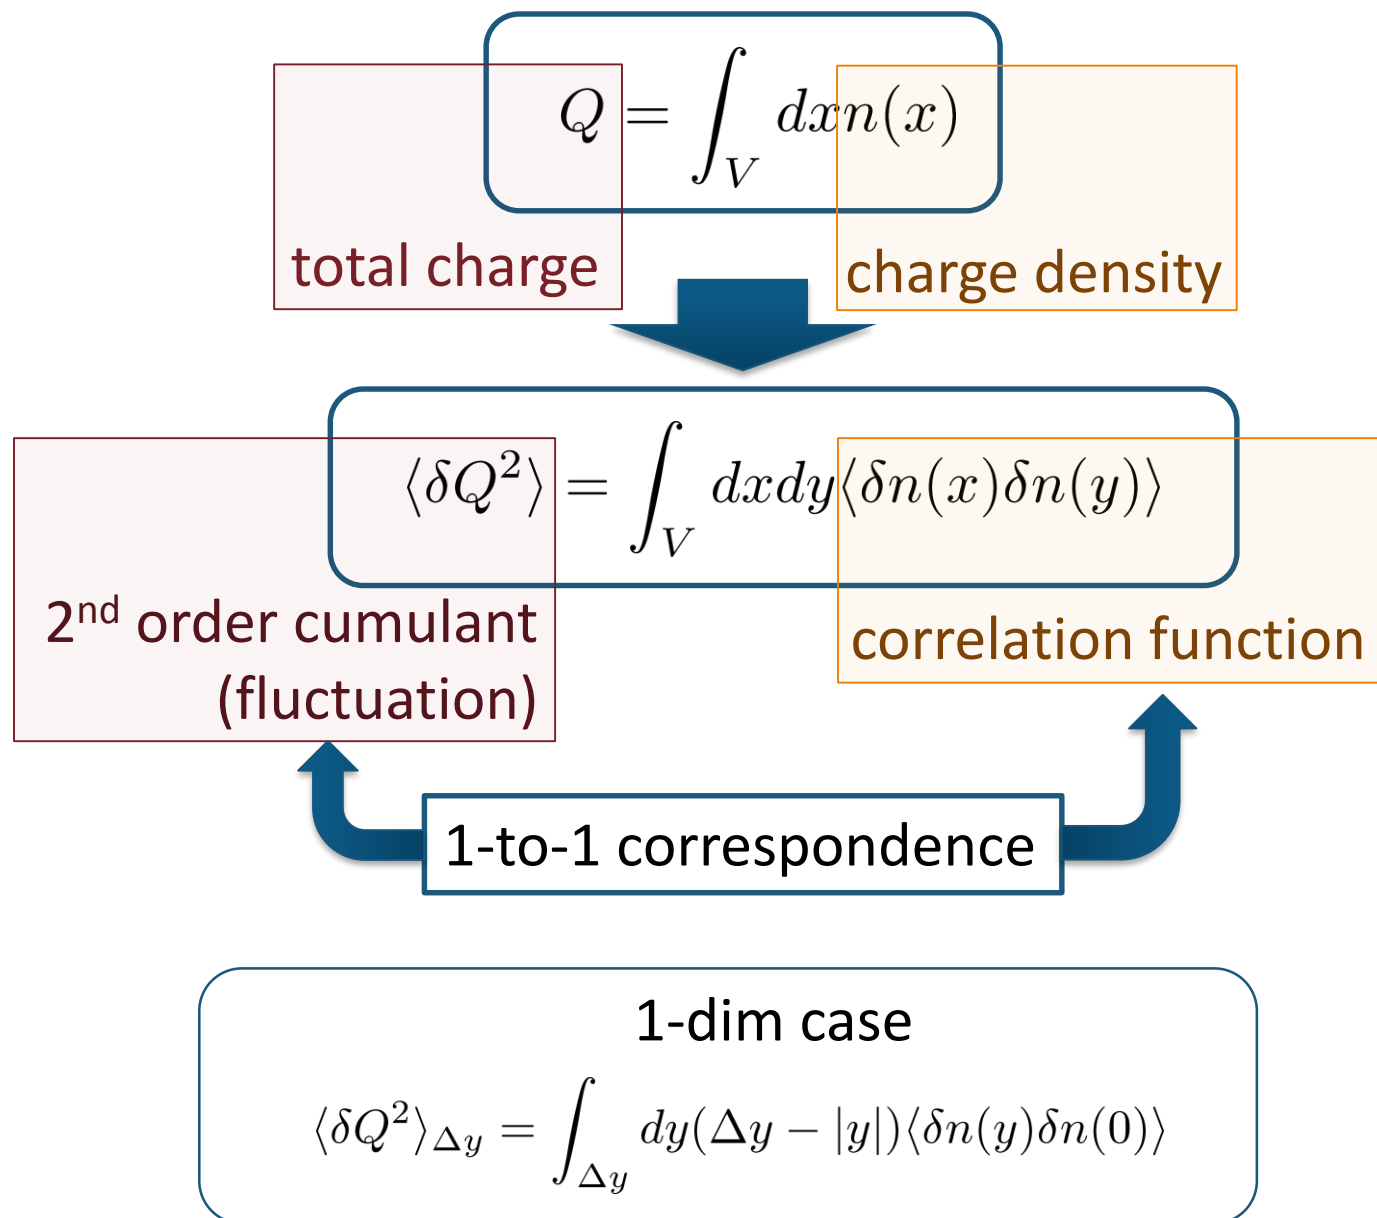 Q = ∫_V dxn(x)
total charge
charge density
⟨δQ²⟩ = ∫_V dxdy⟨δn(x)δn(y)⟩
2nd order cumulant
(fluctuation)
correlation function
1-to-1 correspondence
1-dim case
⟨δQ²⟩_Δy = ∫_Δy dy(Δy − |y|)⟨δn(y)δn(0)⟩